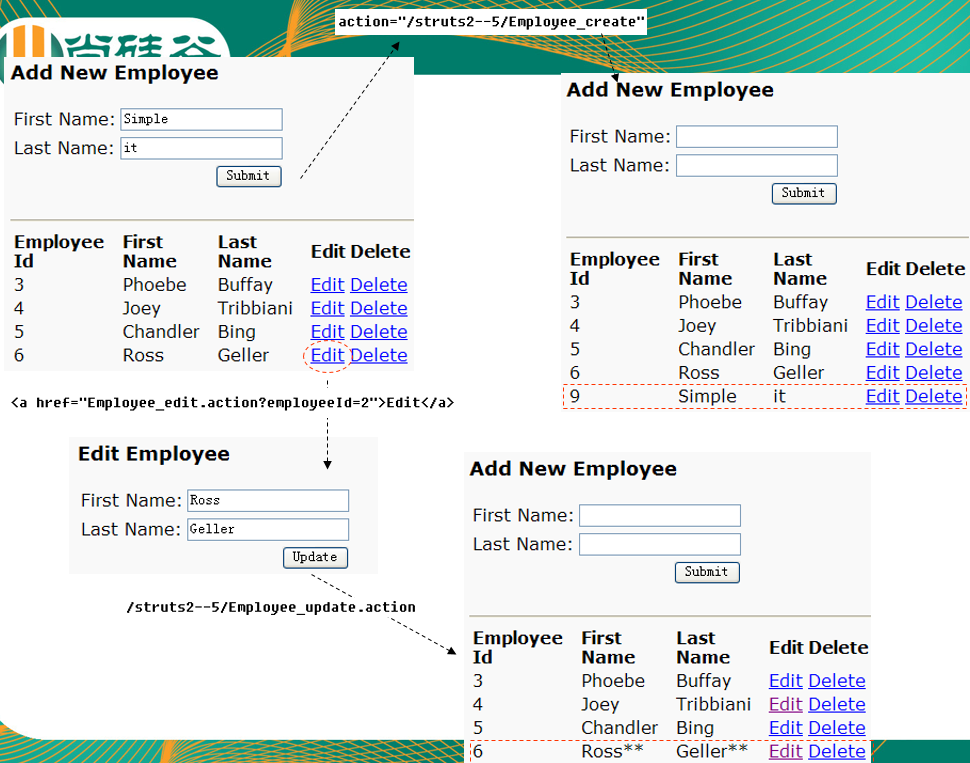 action="/struts2--5/Employee_create"
尚硅谷
Add New Employee
First Name: Simple
Last Name: it
Submit
Employee Id First Name Last Name Edit Delete
3 Phoebe Buffay Edit Delete
4 Joey Tribbiani Edit Delete
5 Chandler Bing Edit Delete
6 Ross Geller Edit Delete
Add New Employee
First Name:
Last Name:
Submit
Employee Id First Name Last Name Edit Delete
3 Phoebe Buffay Edit Delete
4 Joey Tribbiani Edit Delete
5 Chandler Bing Edit Delete
6 Ross Geller Edit Delete
9 Simple it Edit Delete
<a href="Employee_edit.action?employeeId=2">Edit</a>
Edit Employee
First Name: Ross
Last Name: Geller
Update
/struts2--5/Employee_update.action
Add New Employee
First Name:
Last Name:
Submit
Employee Id First Name Last Name Edit Delete
3 Phoebe Buffay Edit Delete
4 Joey Tribbiani Edit Delete
5 Chandler Bing Edit Delete
6 Ross** Geller** Edit Delete